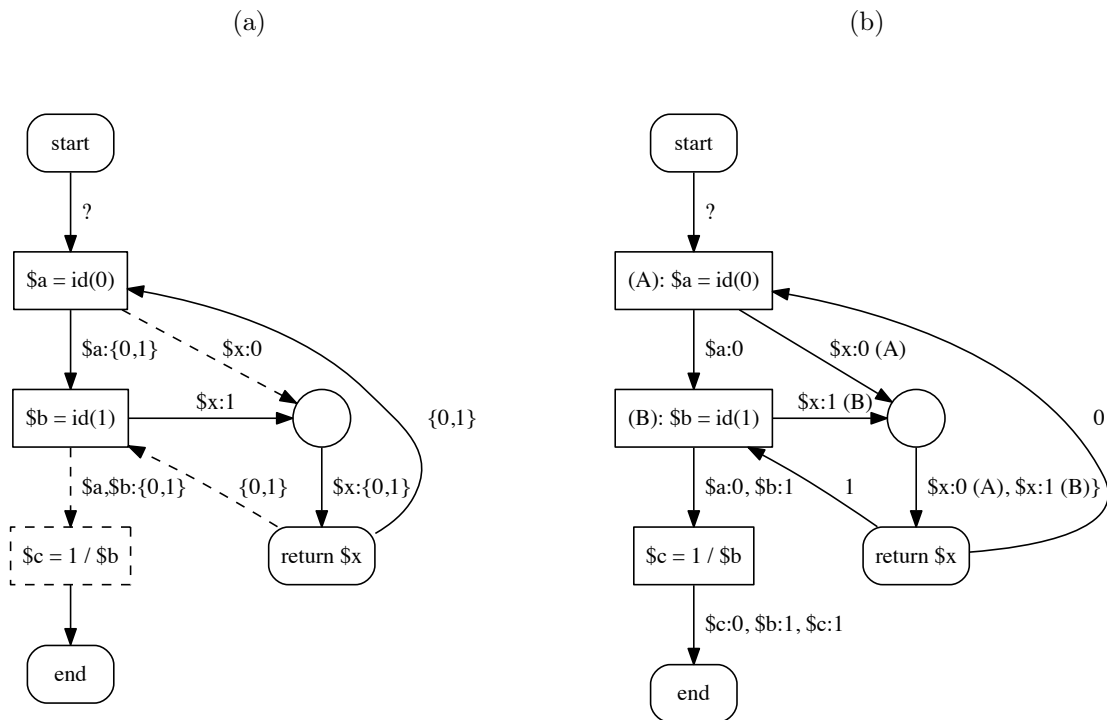 (a)
start
?
$a = id(0)
$a:{0,1}
$x:0
$b = id(1)
$x:1
{0,1}
$a,$b:{0,1}
{0,1}
$x:{0,1}
$c = 1 / $b
return $x
end
(b)
start
?
(A): $a = id(0)
$a:0
$x:0 (A)
(B): $b = id(1)
$x:1 (B)
0
$a:0, $b:1
1
$x:0 (A), $x:1 (B)}
$c = 1 / $b
return $x
$c:0, $b:1, $c:1
end